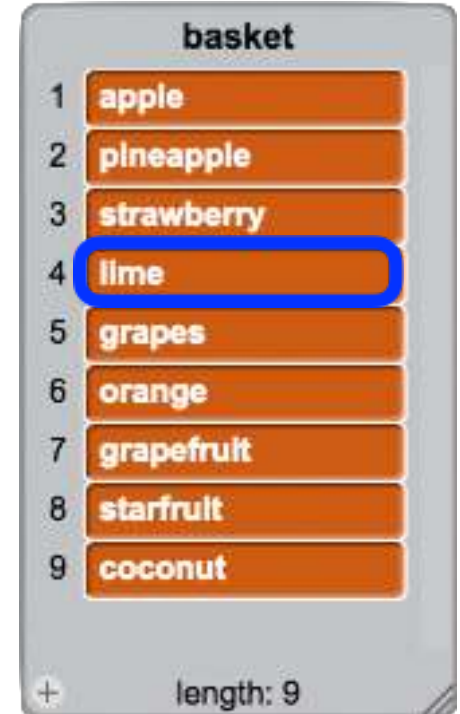 basket
1 apple
2 pineapple
3 strawberry
4 lime
5 grapes
6 orange
7 grapefruit
8 starfruit
9 coconut
+ length: 9